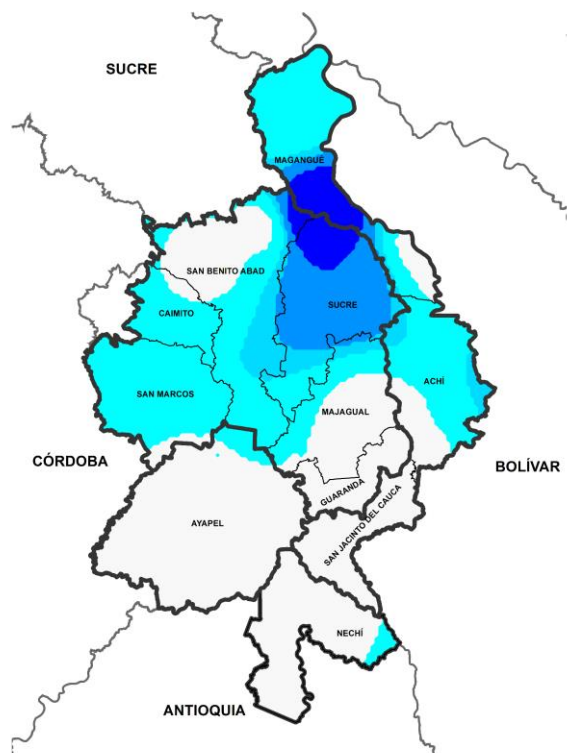 SUCRE
MAGANGUÉ
SAN BENITO ABAD
SUCRE
CAIMITO
SAN MARCOS
ACHÍ
MAJAGUAL
CÓRDOBA
BOLÍVAR
GUARANDA
SAN JACINTO DEL CAUCA
AYAPEL
NECHÍ
ANTIOQUIA